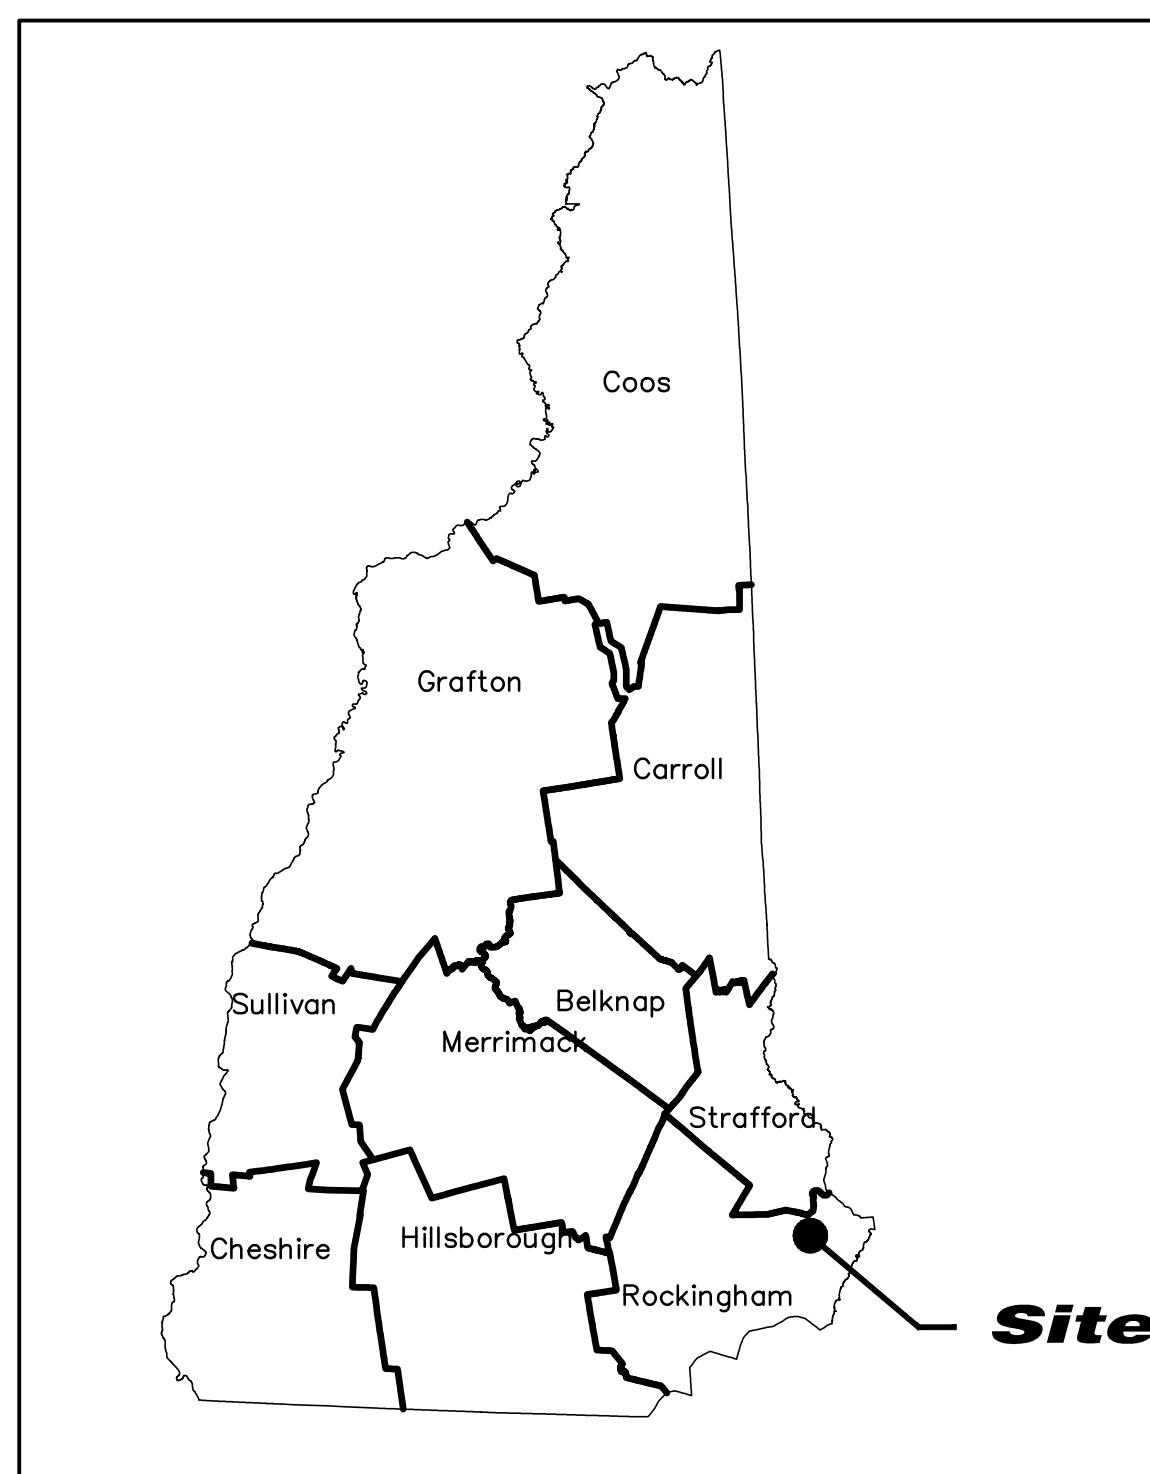 Coos
Grafton
Carroll
Sullivan
Belknap
Merrimack
Strafford
Hillsborough
Cheshire
Rockingham
Site